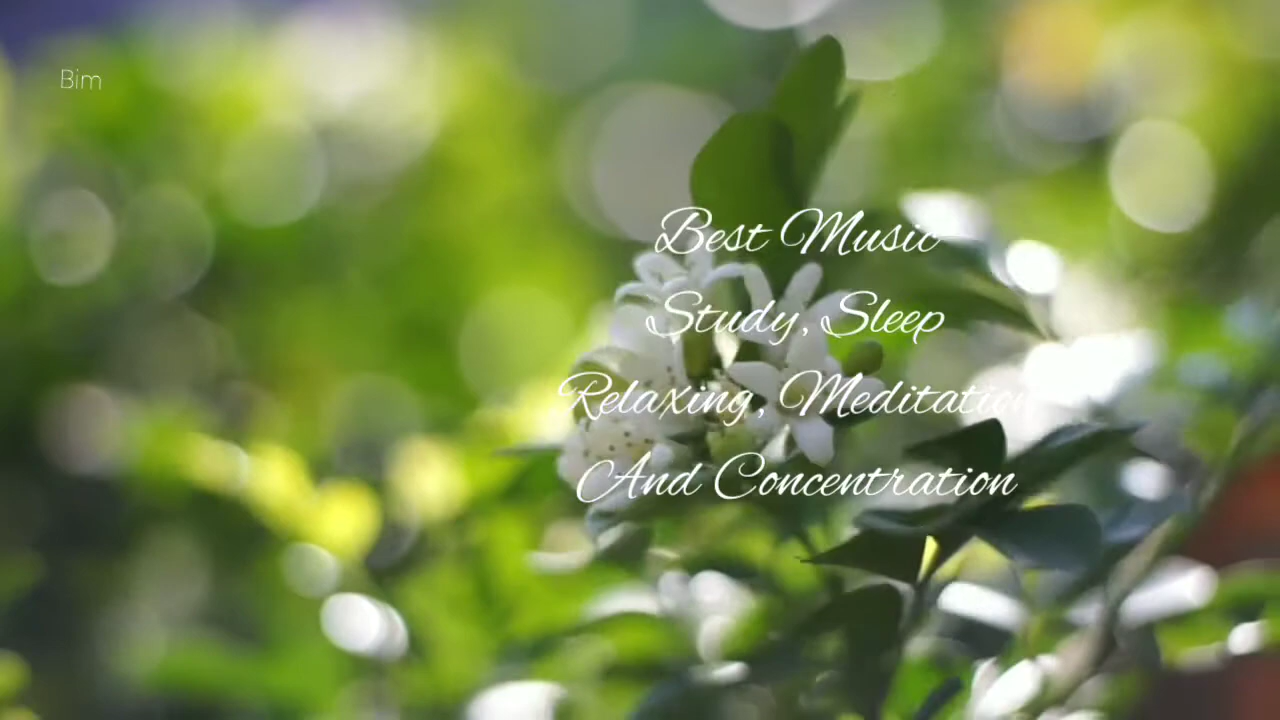 Bim
Best Music
Study, Sleep
Relaxing, Meditation
And Concentration